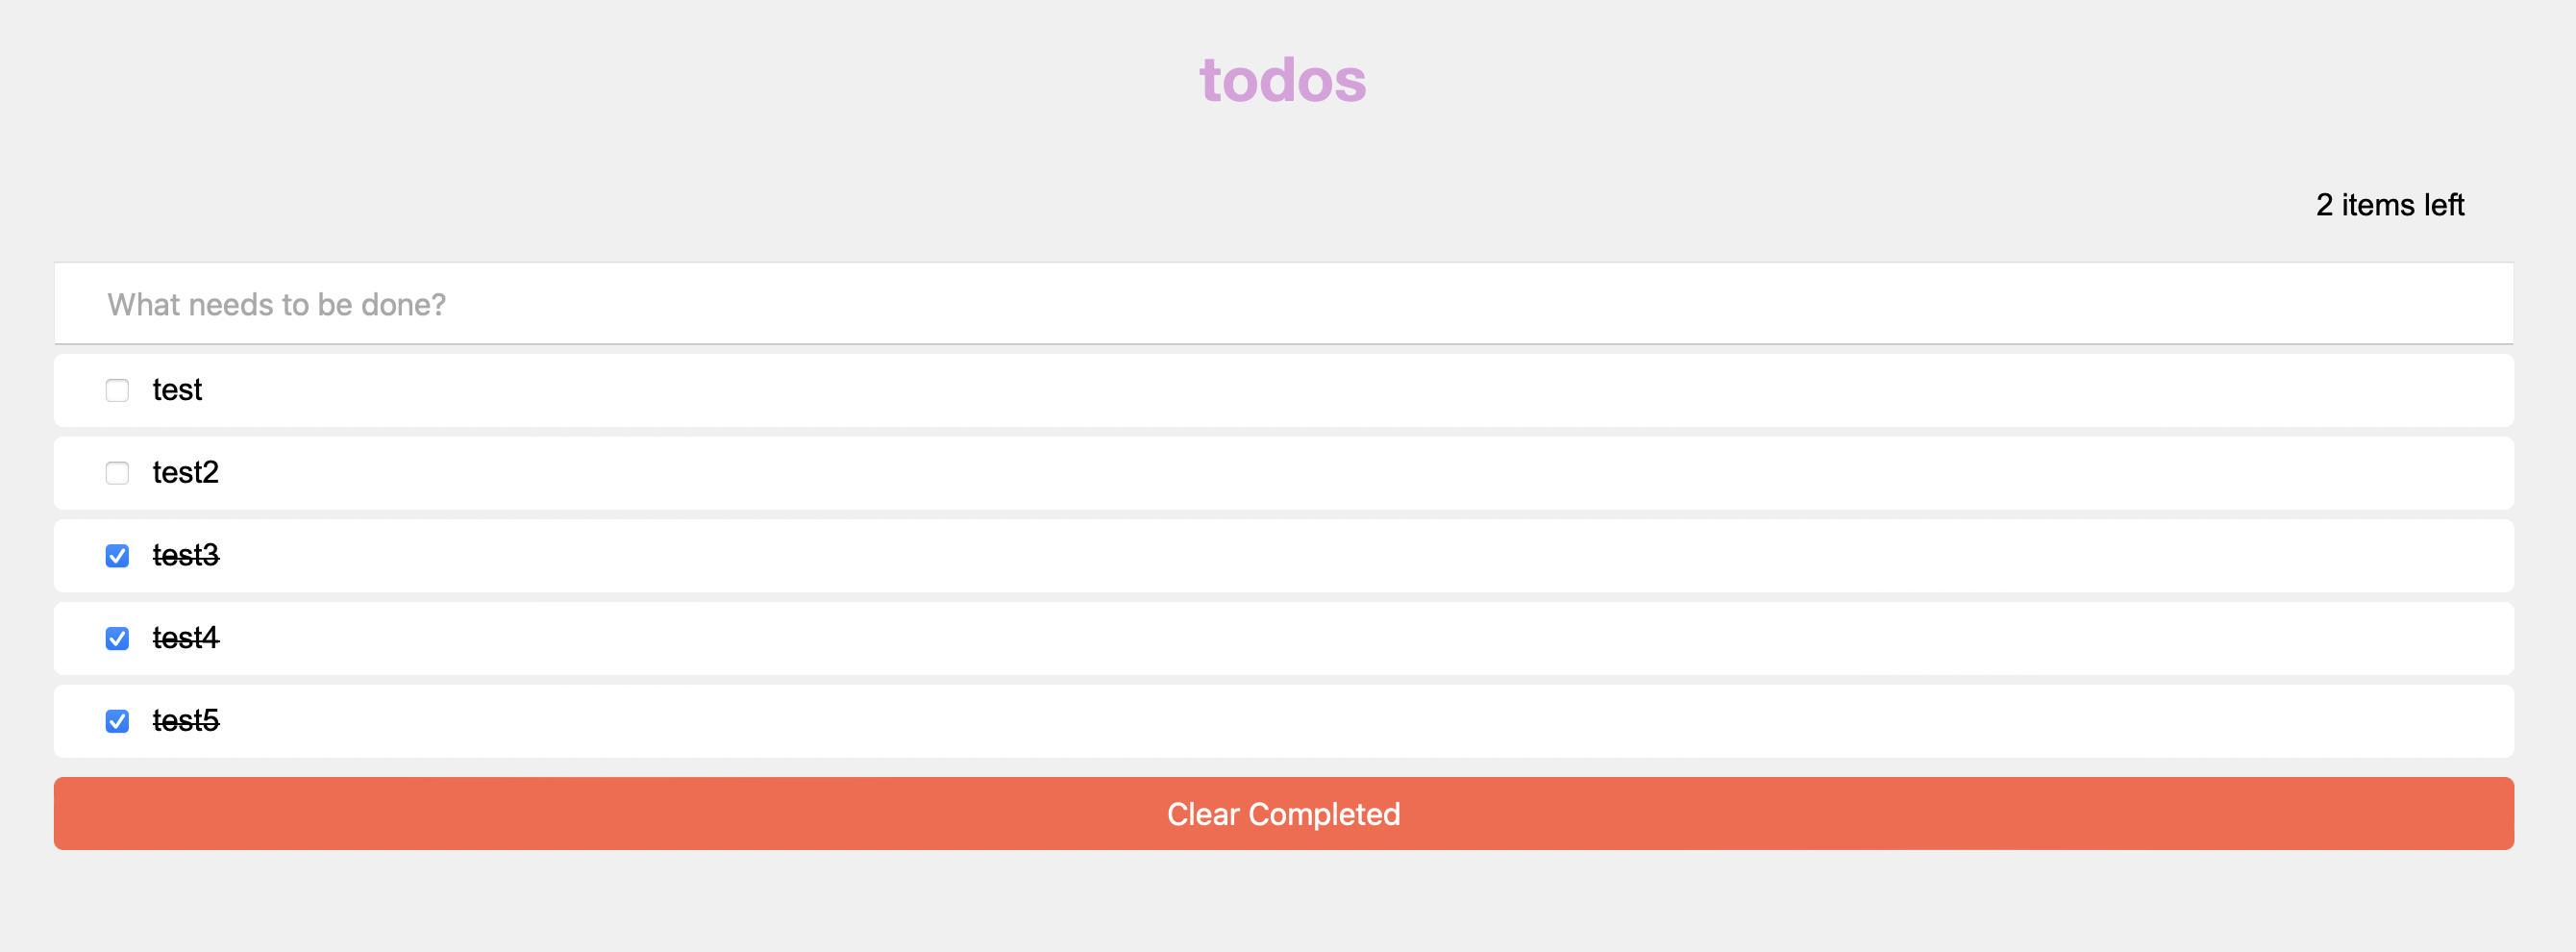 todos
2 items left
What needs to be done?
test
test2
test3
test4
test5
Clear Completed